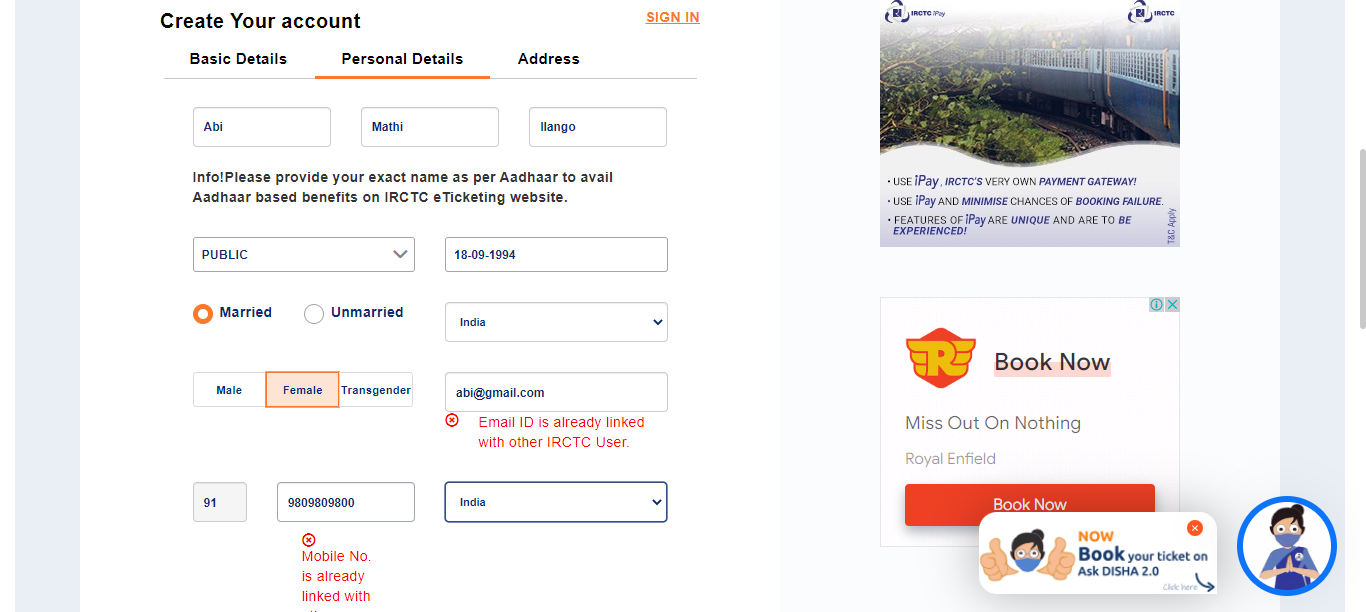 Create Your account
SIGN IN
Basic Details
Personal Details
Address
Abi
Mathi
Ilango
Info!Please provide your exact name as per Aadhaar to avail
Aadhaar based benefits on IRCTC eTicketing website.
PUBLIC
18-09-1994
Married
Unmarried
India
Male
Female
Transgender
abi@gmail.com
Email ID is already linked
with other IRCTC User.
91
9809809800
India
Mobile No.
is already
linked with
IRCTC iPay
IRCTC
• USE iPay, IRCTC'S VERY OWN PAYMENT GATEWAY!
• USE iPay AND MINIMISE CHANCES OF BOOKING FAILURE.
• FEATURES OF iPay ARE UNIQUE AND ARE TO BE
EXPERIENCED!
T&C Apply
R
Book Now
Miss Out On Nothing
Royal Enfield
Book Now
NOW
Book your ticket on
Ask DISHA 2.0
Click here